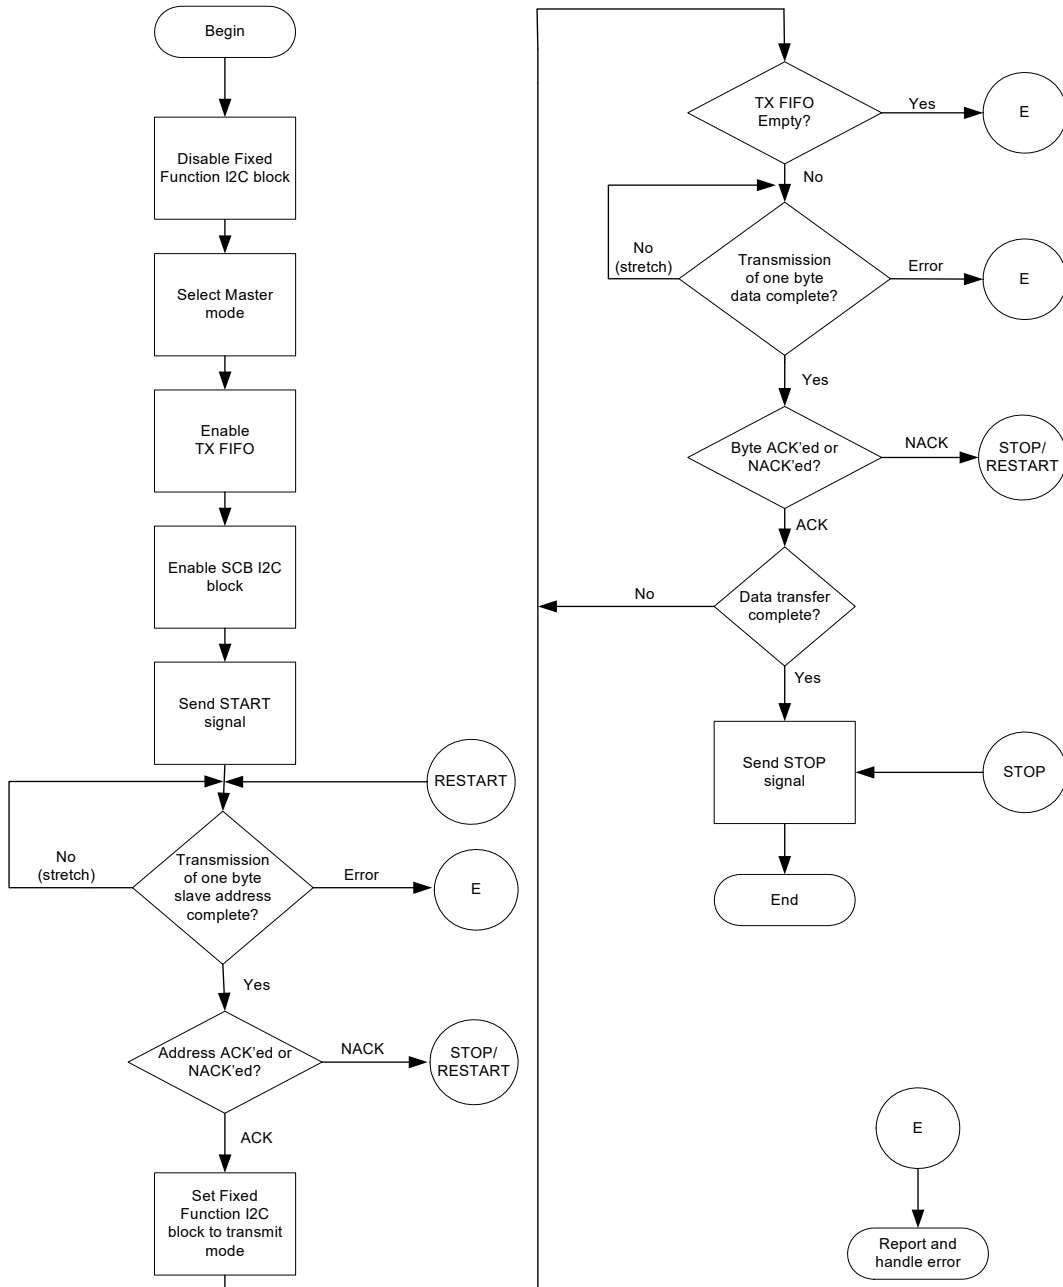 Begin
Disable Fixed
Function I2C block
Select Master
mode
Enable
TX FIFO
Enable SCB I2C
block
Send START
signal
RESTART
No
(stretch)
Transmission
of one byte
slave address
complete?
Error
E
Yes
Address ACK'ed or
NACK'ed?
NACK
STOP/
RESTART
ACK
Set Fixed
Function I2C
block to transmit
mode
TX FIFO
Empty?
Yes
E
No
No
(stretch)
Transmission
of one byte
data complete?
Error
E
Yes
Byte ACK'ed or
NACK'ed?
NACK
STOP/
RESTART
ACK
No
Data transfer
complete?
Yes
Send STOP
signal
STOP
End
E
Report and
handle error